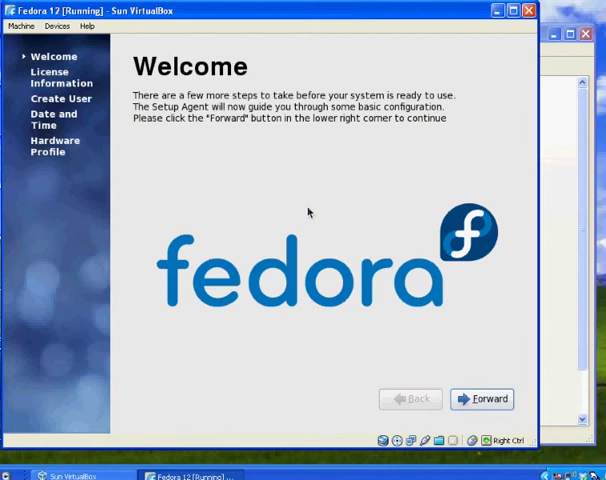 Fedora 12 [Running] - Sun VirtualBox
Machine Devices Help
Welcome
License
Information
Create User
Date and
Time
Hardware
Profile
Welcome
There are a few more steps to take before your system is ready to use.
The Setup Agent will now guide you through some basic configuration.
Please click the "Forward" button in the lower right corner to continue
fedora
Back
Forward
Right Ctrl
Sun VirtualBox
Fedora 12 [Running] ...